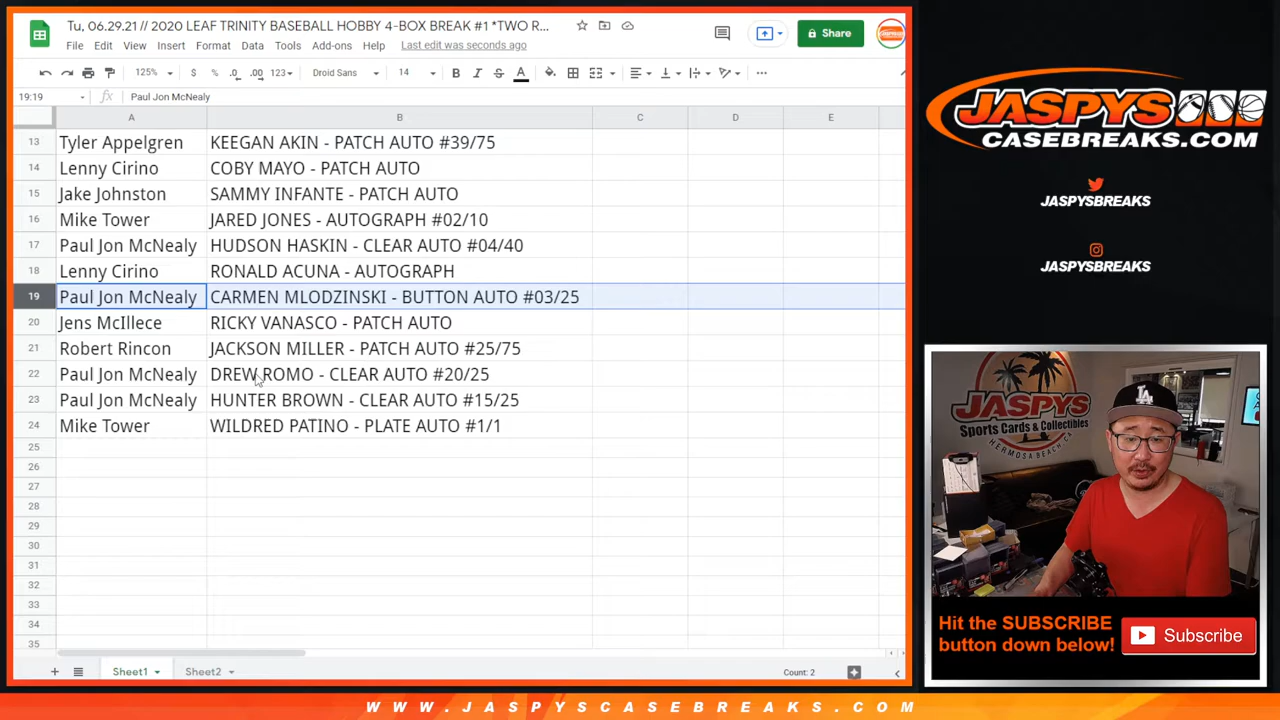 Tu, 06.29.21 // 2020 LEAF TRINITY BASEBALL HOBBY 4-BOX BREAK #1 *TWO R...
File Edit View Insert Format Data Tools Add-ons Help Last edit was seconds ago
Share
125% $ % .0 .00 123 Droid Sans 14 B I S A
19:19 fx Paul Jon McNealy
A B C D E
13 Tyler Appelgren KEEGAN AKIN - PATCH AUTO #39/75
14 Lenny Cirino COBY MAYO - PATCH AUTO
15 Jake Johnston SAMMY INFANTE - PATCH AUTO
16 Mike Tower JARED JONES - AUTOGRAPH #02/10
17 Paul Jon McNealy HUDSON HASKIN - CLEAR AUTO #04/40
18 Lenny Cirino RONALD ACUNA - AUTOGRAPH
19 Paul Jon McNealy CARMEN MLODZINSKI - BUTTON AUTO #03/25
20 Jens McIllece RICKY VANASCO - PATCH AUTO
21 Robert Rincon JACKSON MILLER - PATCH AUTO #25/75
22 Paul Jon McNealy DREW ROMO - CLEAR AUTO #20/25
23 Paul Jon McNealy HUNTER BROWN - CLEAR AUTO #15/25
24 Mike Tower WILDRED PATINO - PLATE AUTO #1/1
25
26
27
28
29
30
31
32
33
34
35
Sheet1 Sheet2 Count: 2
JASPYS
CASEBREAKS.COM
JASPYSBREAKS
JASPYSBREAKS
JASPYS
Sports Cards & Collectibles
HERMOSA BEACH CA
LA
Hit the SUBSCRIBE
button down below!
Subscribe
WWW.JASPYSCASEBREAKS.COM